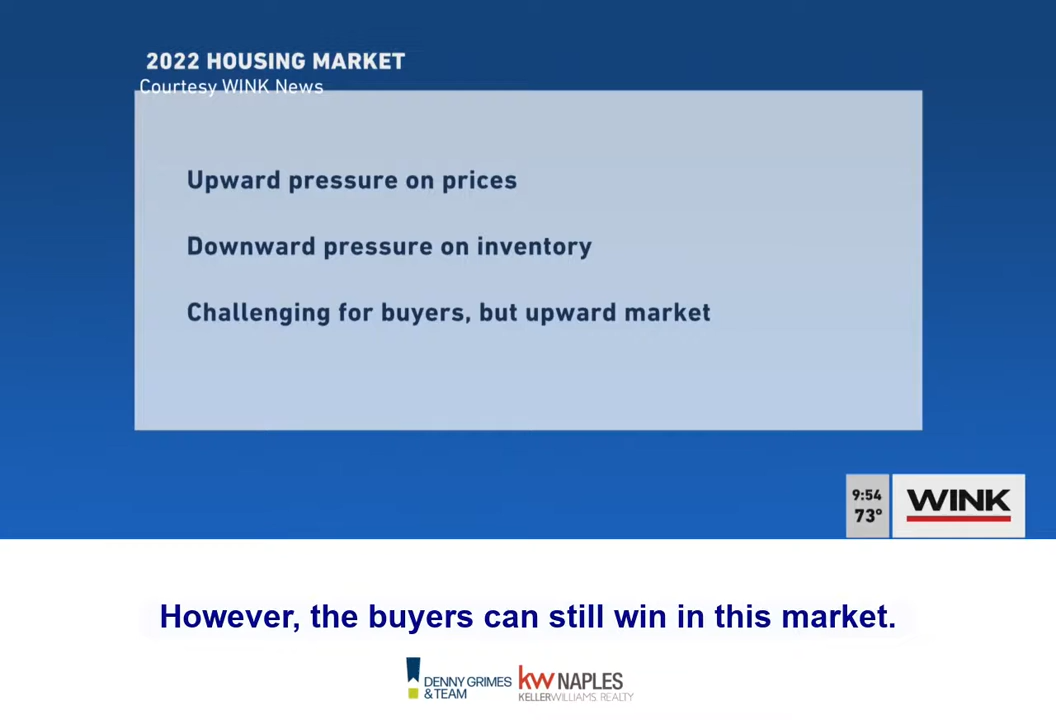 2022 HOUSING MARKET
Courtesy WINK News
Upward pressure on prices
Downward pressure on inventory
Challenging for buyers, but upward market
9:54
73°
WINK
However, the buyers can still win in this market.
DENNY GRIMES
& TEAM
kw NAPLES
KELLERWILLIAMS. REALTY